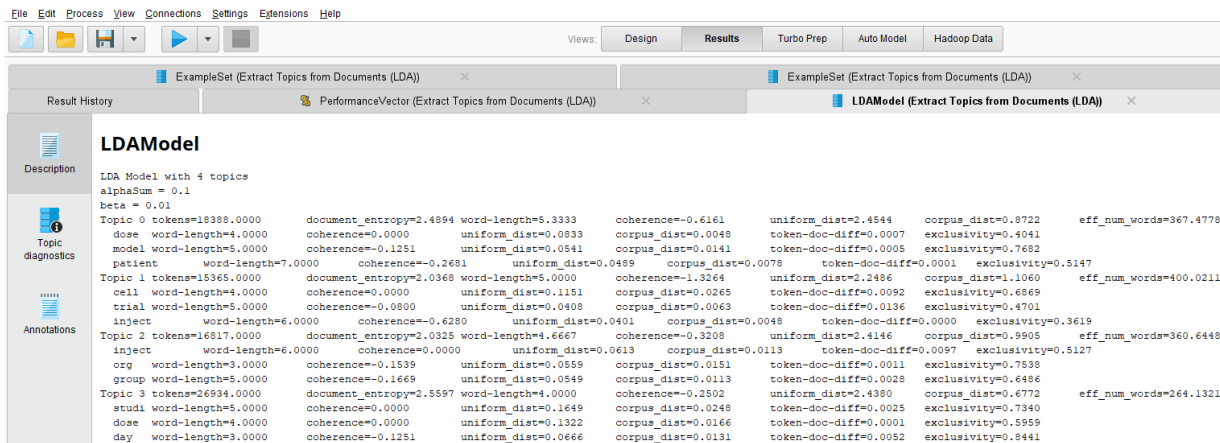 File Edit Process View Connections Settings Extensions Help
Views: Design Results Turbo Prep Auto Model Hadoop Data
ExampleSet (Extract Topics from Documents (LDA)) ExampleSet (Extract Topics from Documents (LDA))
Result History PerformanceVector (Extract Topics from Documents (LDA)) LDAModel (Extract Topics from Documents (LDA))
Description
Topic diagnostics
Annotations
LDAModel
LDA Model with 4 topics
alphaSum = 0.1
beta = 0.01
Topic 0 tokens=18388.0000 document_entropy=2.4894 word-length=5.3333 coherence=-0.6161 uniform_dist=2.4544 corpus_dist=0.8722 eff_num_words=367.4778
dose word-length=4.0000 coherence=0.0000 uniform_dist=0.0833 corpus_dist=0.0048 token-doc-diff=0.0007 exclusivity=0.4041
model word-length=5.0000 coherence=-0.1251 uniform_dist=0.0541 corpus_dist=0.0141 token-doc-diff=0.0005 exclusivity=0.7682
patient word-length=7.0000 coherence=-0.2681 uniform_dist=0.0489 corpus_dist=0.0078 token-doc-diff=0.0001 exclusivity=0.5147
Topic 1 tokens=15365.0000 document_entropy=2.0368 word-length=5.0000 coherence=-1.3264 uniform_dist=2.2486 corpus_dist=1.1060 eff_num_words=400.0211
cell word-length=4.0000 coherence=0.0000 uniform_dist=0.1151 corpus_dist=0.0265 token-doc-diff=0.0092 exclusivity=0.6869
trial word-length=5.0000 coherence=-0.0800 uniform_dist=0.0408 corpus_dist=0.0063 token-doc-diff=0.0136 exclusivity=0.4701
inject word-length=6.0000 coherence=-0.6280 uniform_dist=0.0401 corpus_dist=0.0048 token-doc-diff=0.0000 exclusivity=0.3619
Topic 2 tokens=16817.0000 document_entropy=2.0325 word-length=4.6667 coherence=-0.3208 uniform_dist=2.4146 corpus_dist=0.9905 eff_num_words=360.6448
inject word-length=6.0000 coherence=0.0000 uniform_dist=0.0613 corpus_dist=0.0113 token-doc-diff=0.0097 exclusivity=0.5127
org word-length=3.0000 coherence=-0.1539 uniform_dist=0.0559 corpus_dist=0.0151 token-doc-diff=0.0011 exclusivity=0.7538
group word-length=5.0000 coherence=-0.1669 uniform_dist=0.0549 corpus_dist=0.0113 token-doc-diff=0.0028 exclusivity=0.6486
Topic 3 tokens=26934.0000 document_entropy=2.5597 word-length=4.0000 coherence=-0.2502 uniform_dist=2.4380 corpus_dist=0.6772 eff_num_words=264.1321
studi word-length=5.0000 coherence=0.0000 uniform_dist=0.1649 corpus_dist=0.0248 token-doc-diff=0.0025 exclusivity=0.7340
dose word-length=4.0000 coherence=0.0000 uniform_dist=0.1322 corpus_dist=0.0166 token-doc-diff=0.0001 exclusivity=0.5959
day word-length=3.0000 coherence=-0.1251 uniform_dist=0.0666 corpus_dist=0.0131 token-doc-diff=0.0052 exclusivity=0.8441